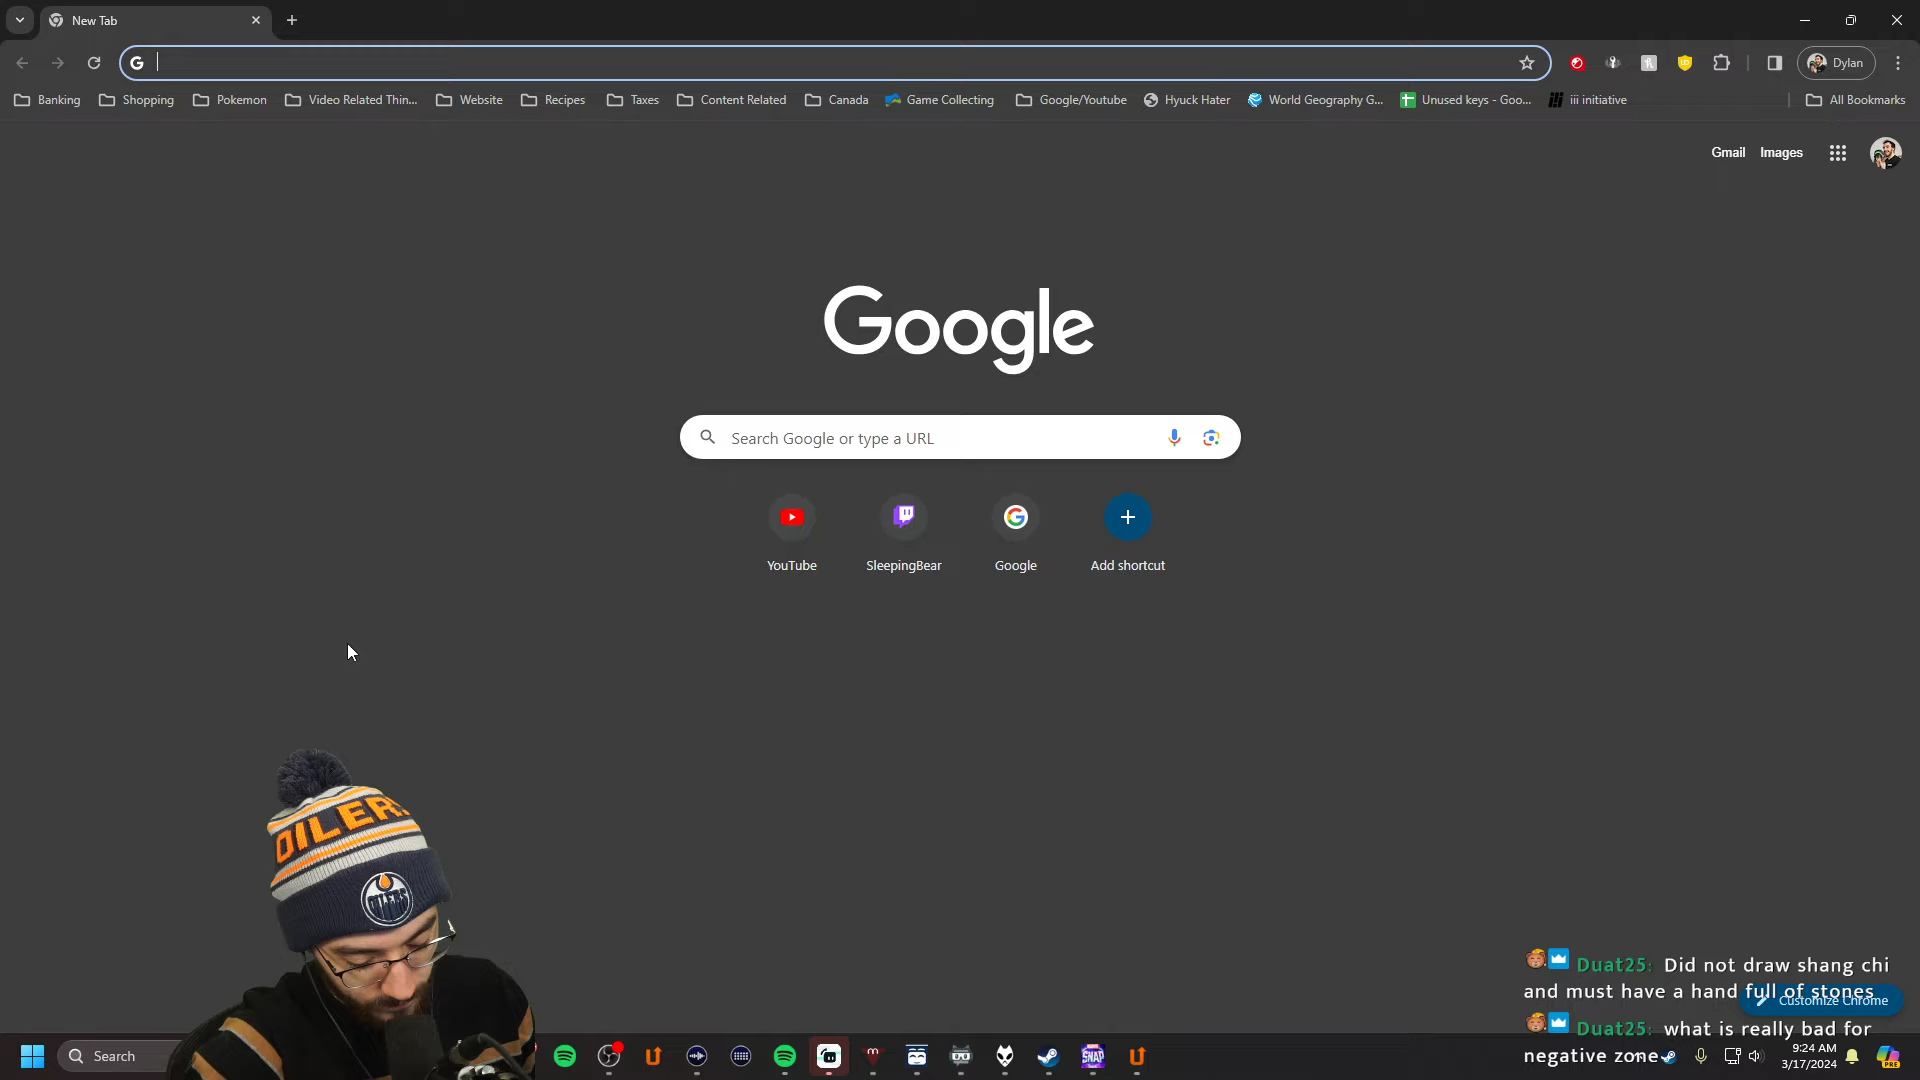 New Tab
Dylan
Banking
Shopping
Pokemon
Video Related Thin...
Website
Recipes
Taxes
Content Related
Canada
Game Collecting
Google/Youtube
Hyuck Hater
World Geography G...
Unused keys - Goo...
iii initiative
All Bookmarks
Gmail Images
Google
Search Google or type a URL
YouTube
SleepingBear
Google
Add shortcut
OILERS
OILERS
Duat25: Did not draw shang chi
and must have a hand full of stones
Customize Chrome
Duat25: what is really bad for
negative zone
Search
SNAP
9:24 AM
3/17/2024
PRE